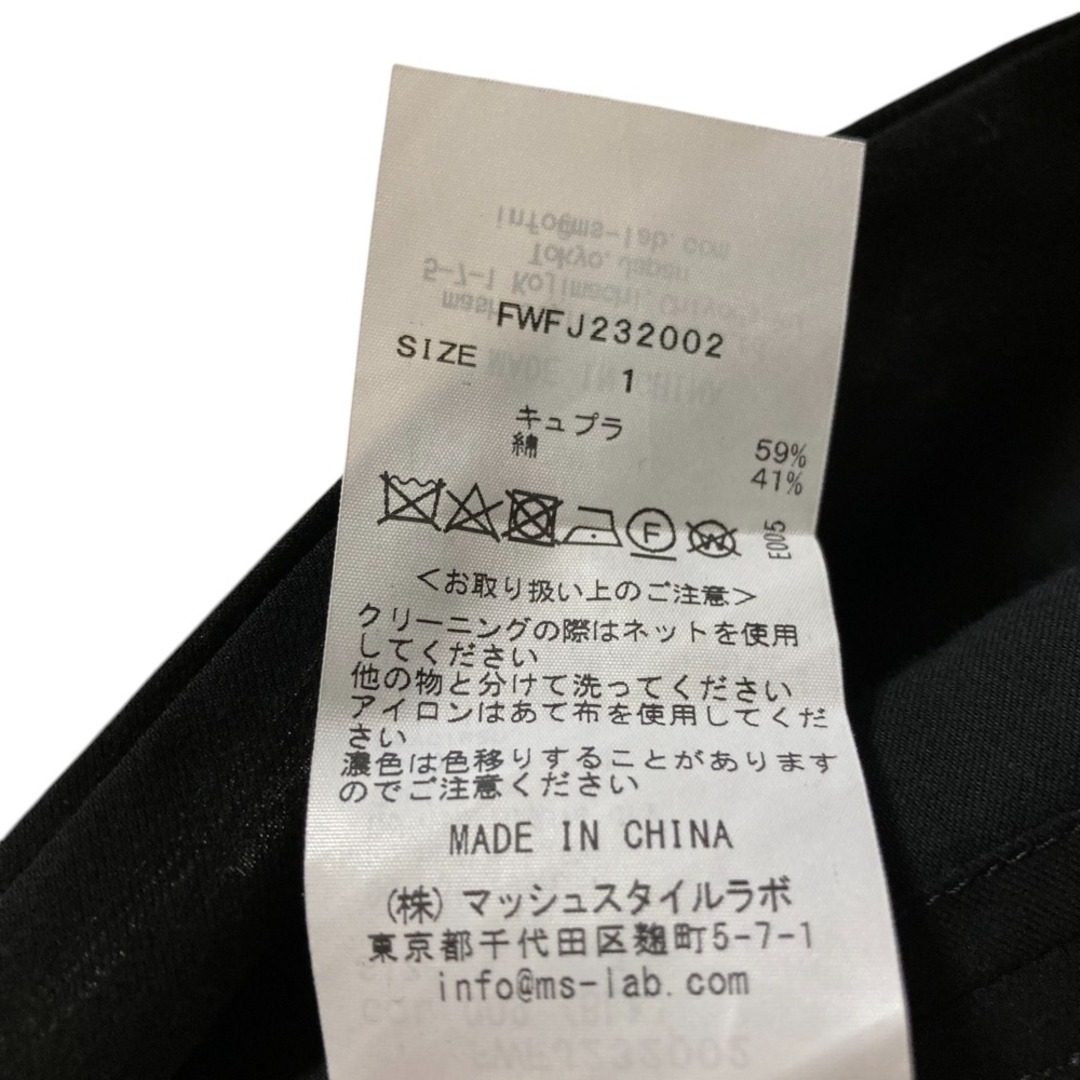 FWFJ232002
SIZE 1
キュプラ 59%
綿 41%
F W E005
<お取り扱い上のご注意>
クリーニングの際はネットを使用
してください
他の物と分けて洗ってください
アイロンはあて布を使用してくだ
さい
濃色は色移りすることがあります
のでご注意ください
MADE IN CHINA
(株)マッシュスタイルラボ
東京都千代田区麹町5-7-1
info@ms-lab.com